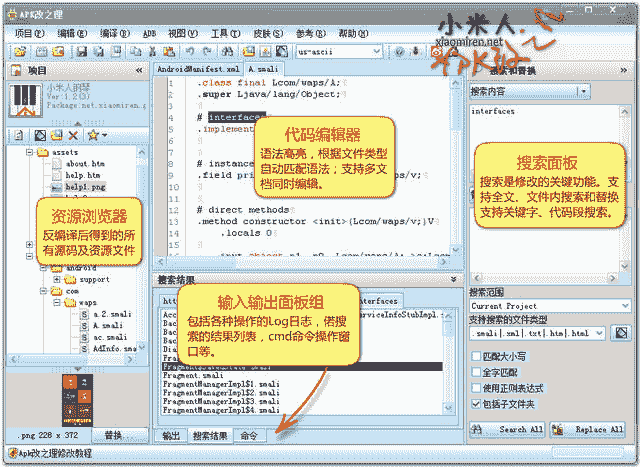 Apk改之理
小米人
xiaomiren.net
项目(P) 编辑(E) 编译(B) ADB 视图(V) 工具(T) 皮肤(S) 参考(R) 帮助(H)
us-ascii
项目
小米人钢琴
Ver:1.2 (3)
Package:net.xiaomiren.p
assets
about.htm
help.htm
help1.png
资源浏览器
反编译后得到的所
有源码及资源文件
android
support
com
waps
a.2.smali
A.smali
ac.smali
AdInfo.smali
.png 228 x 372
替换
AndroidManifest.xml A.smali
1 .class final Lcom/waps/A;
2 .super Ljava/lang/Object;
3
4 # interfaces
5 .implem
6
# instanc
.field pri
# direct methods
.method constructor <init>(Lcom/waps/v;)V
.locals 0
代码编辑器
语法高亮，根据文件类型
自动匹配语法；支持多文
档同时编辑。
搜索结果
输入输出面板组
包括各种操作的Log日志，偌搜
索的结果列表，cmd命令操作窗
口等。
terfaces
erviceInfoStubImpl.
Fragment.smali
FragmentManagerImpl$1.smali
FragmentManagerImpl$2.smali
FragmentManagerImpl$3.smali
FragmentManagerImpl$4.smali
输出 搜索结果 命令
搜索和替换
搜索内容
interfaces
搜索面板
搜索是修改的关键功能。支
持全文、文件内搜索和替换
支持关键字、代码段搜索。
搜索范围
Current Project
支持搜索的文件类型
.smali|.xml|.txt|.htm|.html
匹配大小写
全字匹配
使用正则表达式
包括子文件夹
Search All Replace All
Apk改之理修改教程